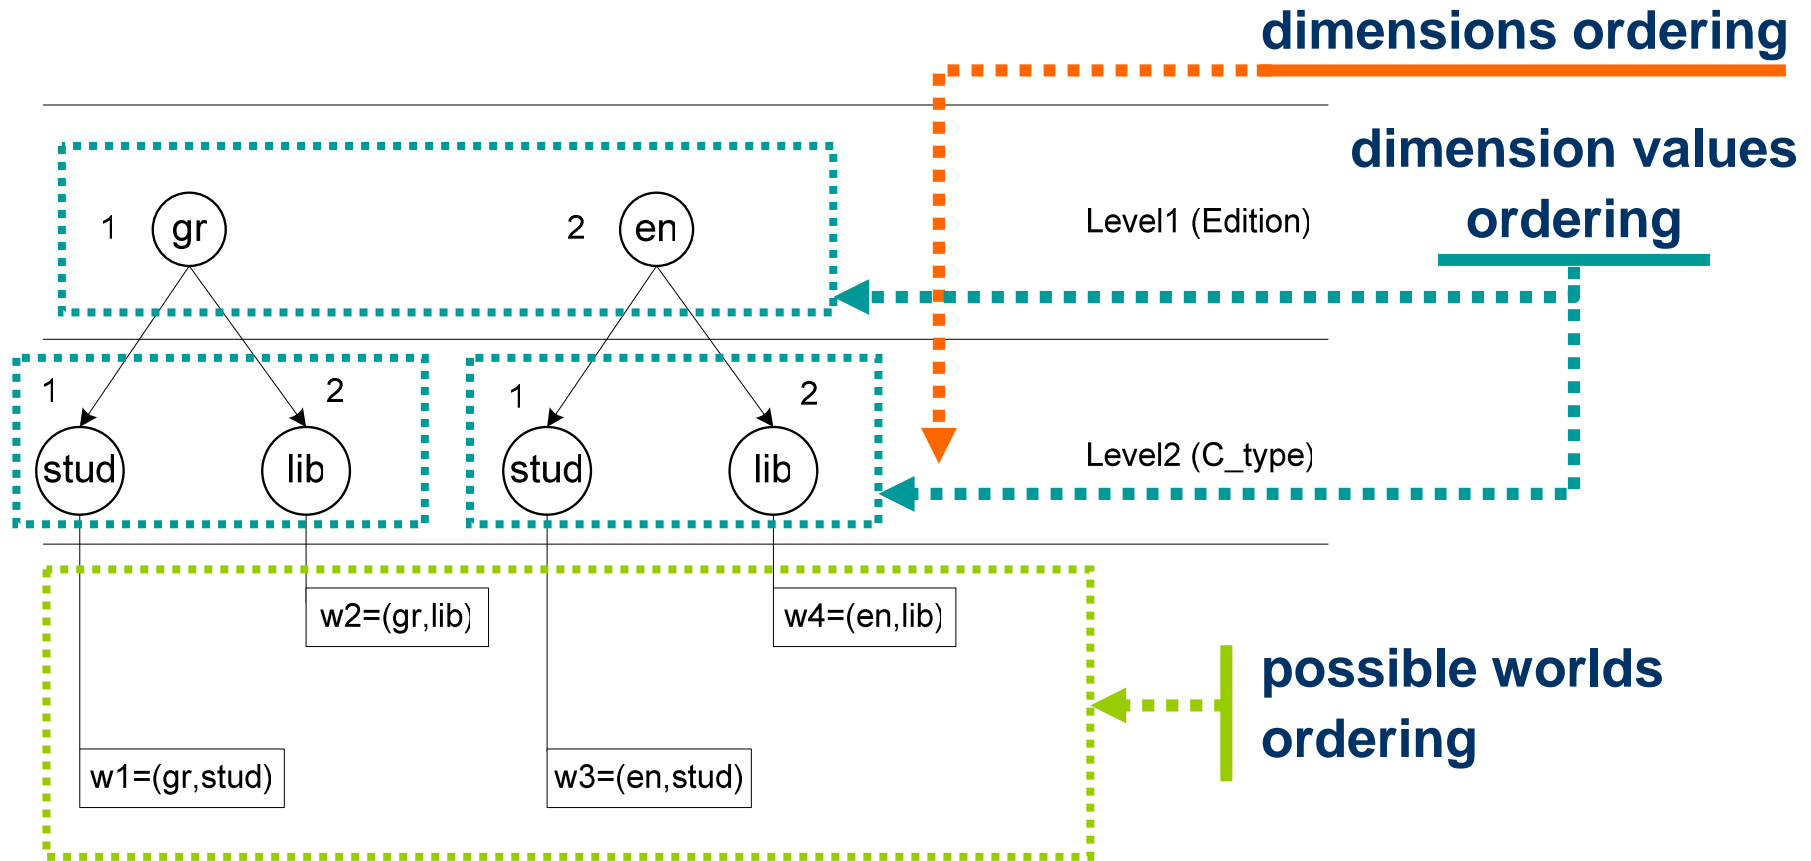 dimensions ordering
dimension values
ordering
1 gr 2 en Level1 (Edition)
1 2 1 2
stud lib stud lib Level2 (C_type)
w2=(gr,lib) w4=(en,lib)
possible worlds
ordering
w1=(gr,stud) w3=(en,stud)